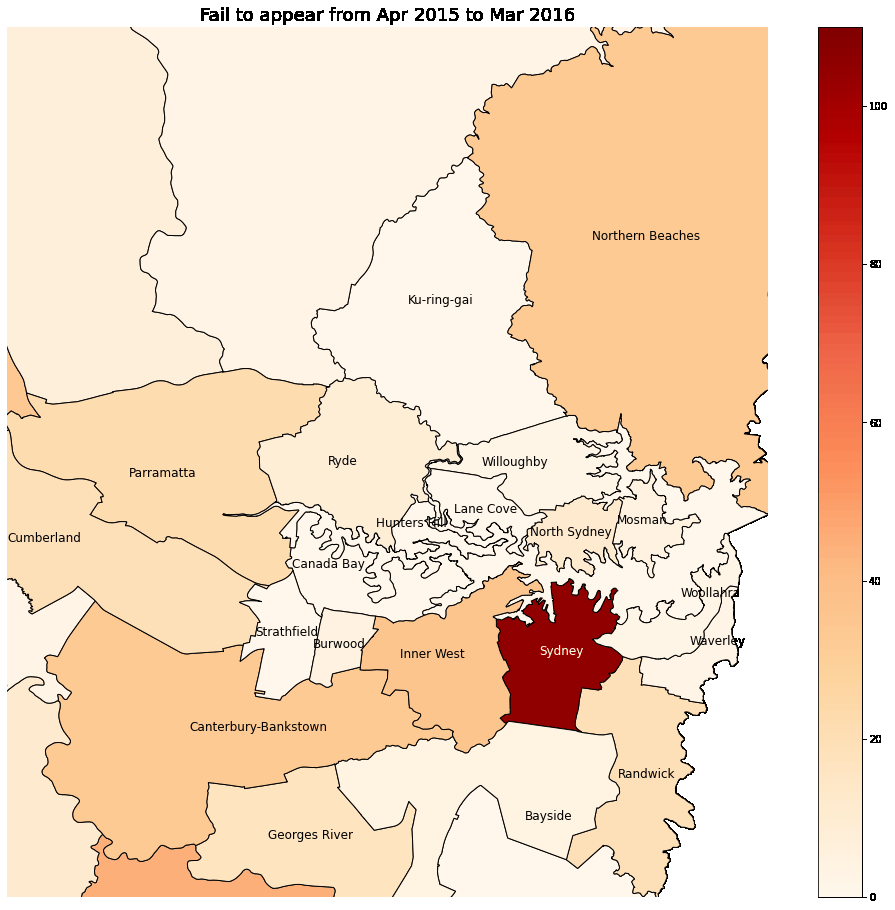 Fail to appear from Apr 2015 to Mar 2016
100
Northern Beaches
80
Ku-ring-gai
60
Ryde
Willoughby
Parramatta
Lane Cove
Mosman
Hunters Hill
North Sydney
Cumberland
Canada Bay
40
Woollahra
Strathfield
Burwood
Waverley
Inner West
Sydney
Canterbury-Bankstown
20
Randwick
Bayside
Georges River
0